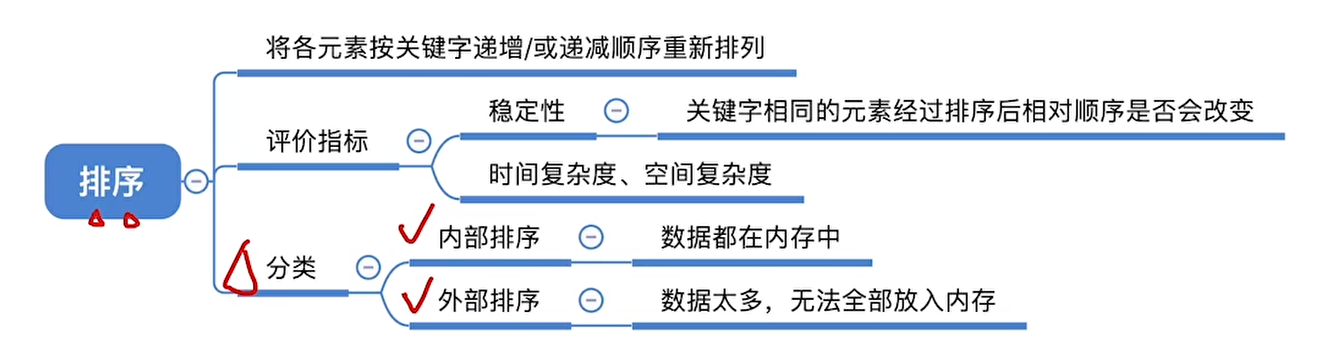 将各元素按关键字递增/或递减顺序重新排列
稳定性
关键字相同的元素经过排序后相对顺序是否会改变
评价指标
时间复杂度、空间复杂度
排序
内部排序
数据都在内存中
分类
外部排序
数据太多，无法全部放入内存